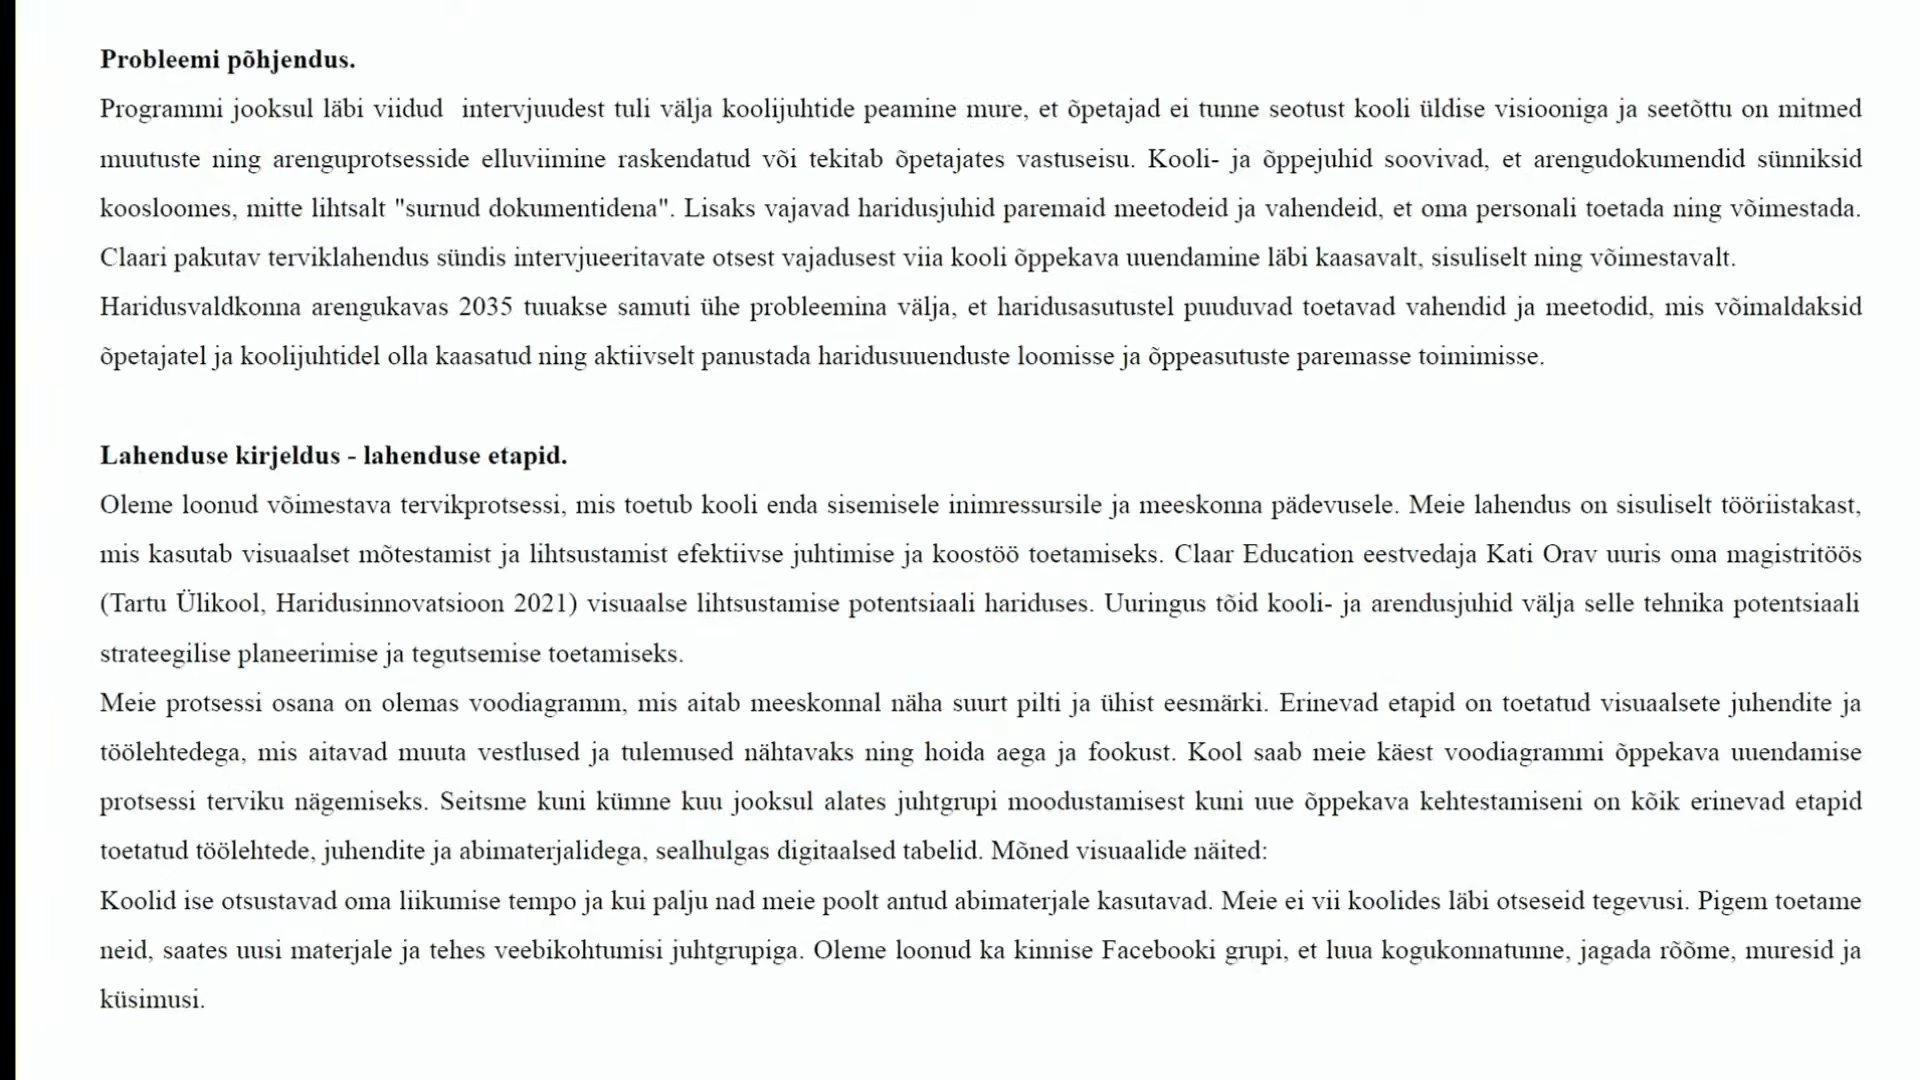 Probleemi põhjendus.
Programmi jooksul läbi viidud intervjuudest tuli välja koolijuhtide peamine mure, et õpetajad ei tunne seotust kooli üldise visiooniga ja seetõttu on mitmed
muutuste ning arenguprotsesside elluviimine raskendatud või tekitab õpetajates vastuseisu. Kooli- ja õppejuhid soovivad, et arengudokumendid sünniksid
koosloomes, mitte lihtsalt "surnud dokumentidena". Lisaks vajavad haridusjuhid paremaid meetodeid ja vahendeid, et oma personali toetada ning võimestada.
Claari pakutav terviklahendus sündis intervjueeritavate otsest vajadusest viia kooli õppekava uuendamine läbi kaasavalt, sisuliselt ning võimestavalt.
Haridusvaldkonna arengukavas 2035 tuuakse samuti ühe probleemina välja, et haridusasutustel puuduvad toetavad vahendid ja meetodid, mis võimaldaksid
õpetajatel ja koolijuhtidel olla kaasatud ning aktiivselt panustada haridusuuenduste loomisse ja õppeasutuste paremasse toimimisse.
Lahenduse kirjeldus - lahenduse etapid.
Oleme loonud võimestava tervikprotsessi, mis toetub kooli enda sisemisele inimressursile ja meeskonna pädevusele. Meie lahendus on sisuliselt tööriistakast,
mis kasutab visuaalset mõtestamist ja lihtsustamist efektiivse juhtimise ja koostöö toetamiseks. Claar Education eestvedaja Kati Orav uuris oma magistritöös
(Tartu Ülikool, Haridusinnovatsioon 2021) visuaalse lihtsustamise potentsiaali hariduses. Uuringus tõid kooli- ja arendusjuhid välja selle tehnika potentsiaali
strateegilise planeerimise ja tegutsemise toetamiseks.
Meie protsessi osana on olemas voodiagramm, mis aitab meeskonnal näha suurt pilti ja ühist eesmärki. Erinevad etapid on toetatud visuaalsete juhendite ja
töölehtedega, mis aitavad muuta vestlused ja tulemused nähtavaks ning hoida aega ja fookust. Kool saab meie käest voodiagrammi õppekava uuendamise
protsessi terviku nägemiseks. Seitsme kuni kümne kuu jooksul alates juhtgrupi moodustamisest kuni uue õppekava kehtestamiseni on kõik erinevad etapid
toetatud töölehtede, juhendite ja abimaterjalidega, sealhulgas digitaalsed tabelid. Mõned visuaalide näited:
Koolid ise otsustavad oma liikumise tempo ja kui palju nad meie poolt antud abimaterjale kasutavad. Meie ei vii koolides läbi otseseid tegevusi. Pigem toetame
neid, saates uusi materjale ja tehes veebikohtumisi juhtgrupiga. Oleme loonud ka kinnise Facebooki grupi, et luua kogukonnatunne, jagada rõõme, muresid ja
küsimusi.